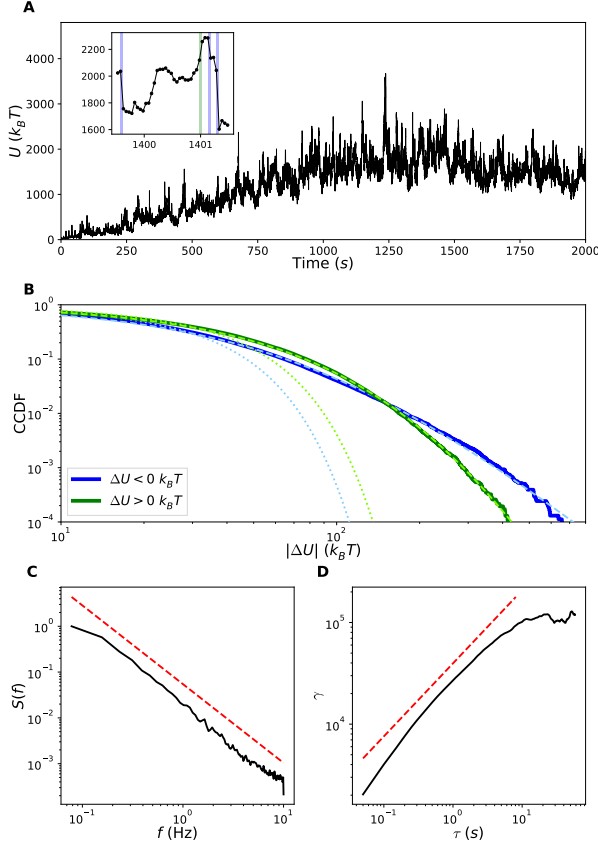 A
U (k_BT)
4000
3000
2000
1000
0
2200
2000
1800
1600
1400
1401
0
250
500
750
1000
1250
1500
1750
2000
Time (s)
B
CCDF
10^0
10^-1
10^-2
10^-3
10^-4
ΔU < 0 k_BT
ΔU > 0 k_BT
10^1
10^2
|ΔU| (k_BT)
C
S(f)
10^0
10^-1
10^-2
10^-3
10^-1
10^0
10^1
f (Hz)
D
γ
10^5
10^4
10^-1
10^0
10^1
τ (s)